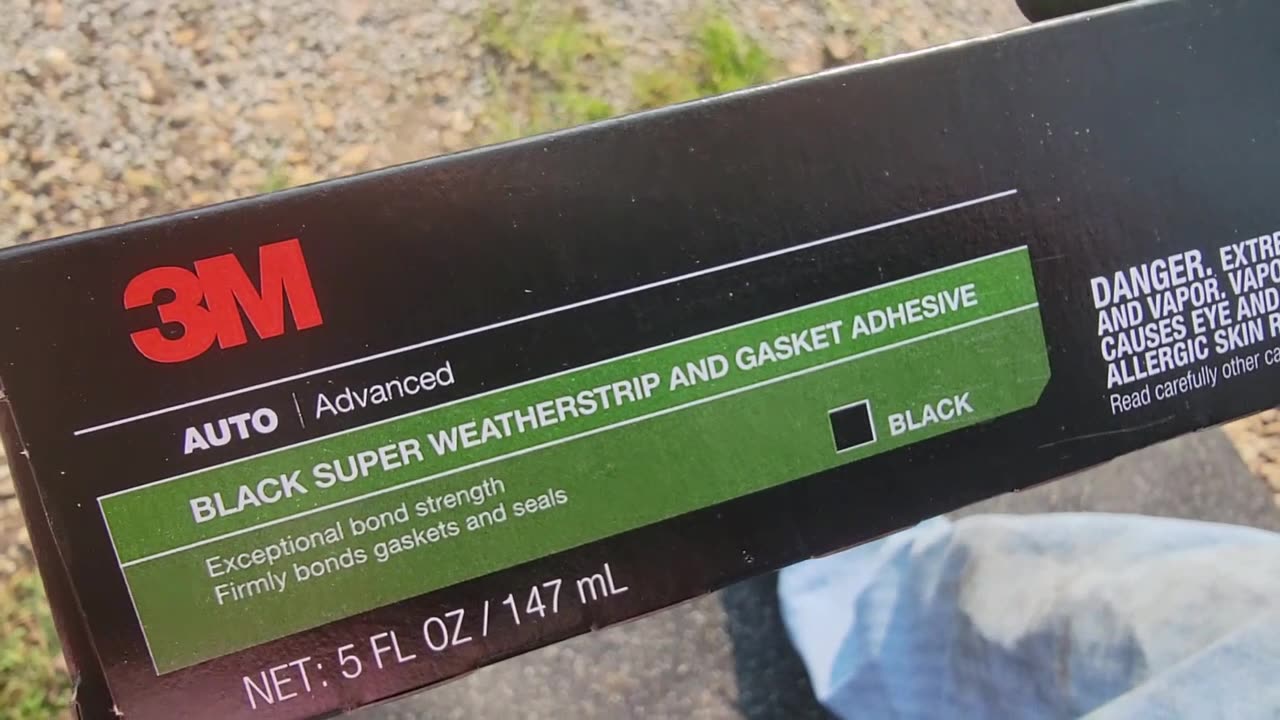 3M
AUTO | Advanced
BLACK SUPER WEATHERSTRIP AND GASKET ADHESIVE
BLACK
Exceptional bond strength
Firmly bonds gaskets and seals
NET: 5 FL OZ / 147 mL
DANGER.
AND VAPOR.
CAUSES EYE AND
ALLERGIC SKIN
Read carefully other